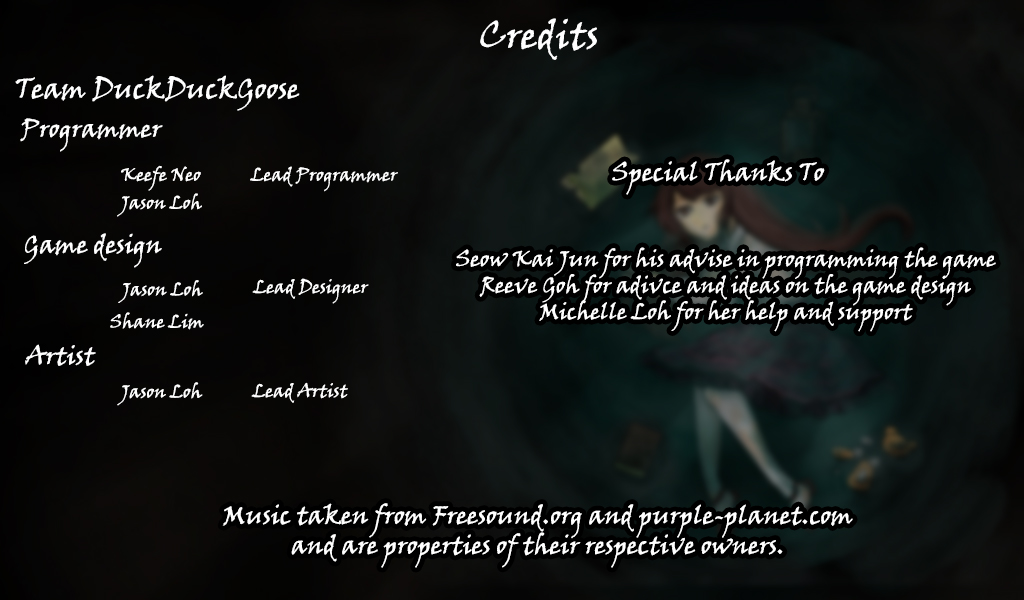 Credits
Team DuckDuckGoose
Programmer
Keefe Neo Lead Programmer
Jason Loh
Game design
Jason Loh Lead Designer
Shane Lim
Artist
Jason Loh Lead Artist
Special Thanks To
Seow Kai Jun for his advise in programming the game
Reeve Goh for adivce and ideas on the game design
Michelle Loh for her help and support
Music taken from Freesound.org and purple-planet.com
and are properties of their respective owners.